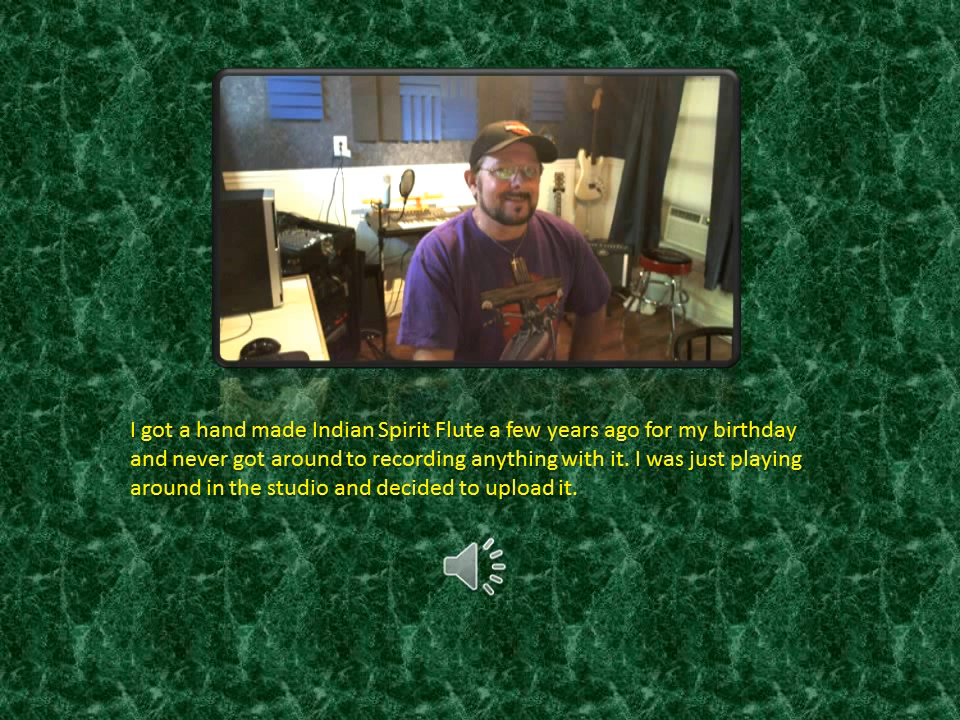 I got a hand made Indian Spirit Flute a few years ago for my birthday
and never got around to recording anything with it. I was just playing
around in the studio and decided to upload it.